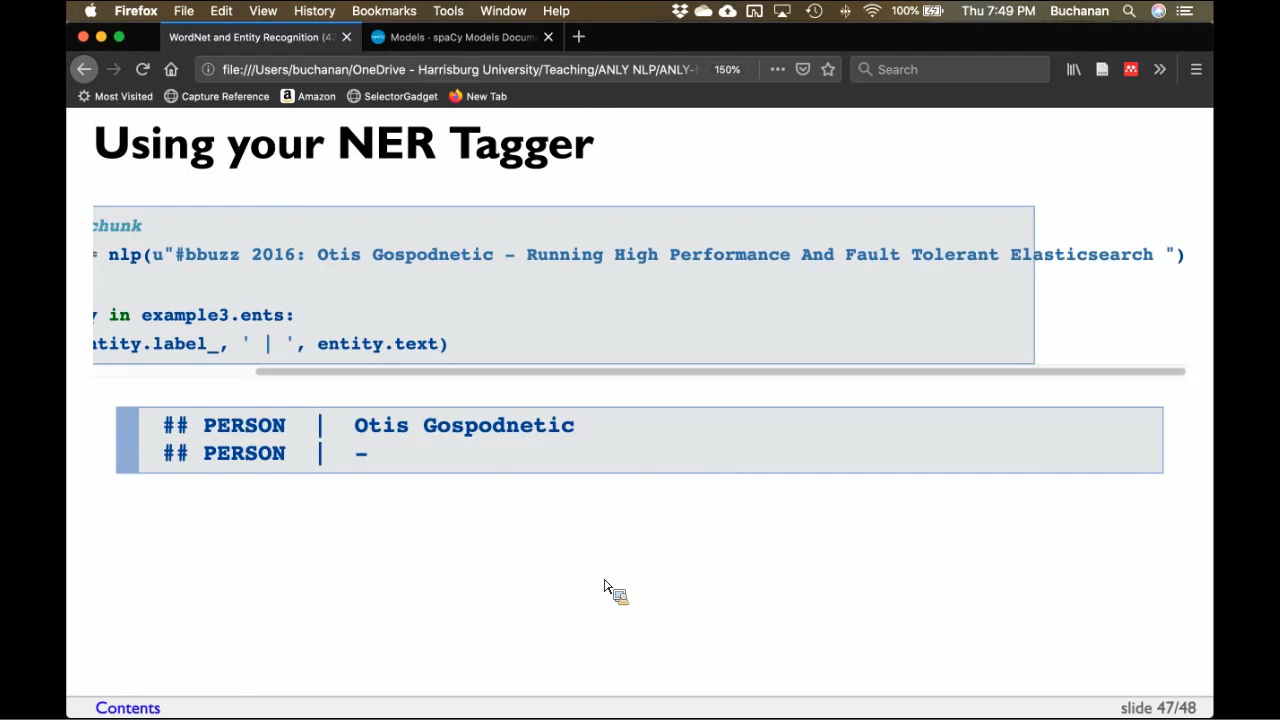 Firefox File Edit View History Bookmarks Tools Window Help 100% Thu 7:49 PM Buchanan
WordNet and Entity Recognition (47 Models · spaCy Models Docum
file:///Users/buchanan/OneDrive - Harrisburg University/Teaching/ANLY NLP/ANLY- 150% Search
Most Visited Capture Reference Amazon SelectorGadget New Tab
Using your NER Tagger
chunk
= nlp(u"#bbuzz 2016: Otis Gospodnetic - Running High Performance And Fault Tolerant Elasticsearch ")
y in example3.ents:
ntity.label_, ' | ', entity.text)
## PERSON | Otis Gospodnetic
## PERSON | -
Contents slide 47/48